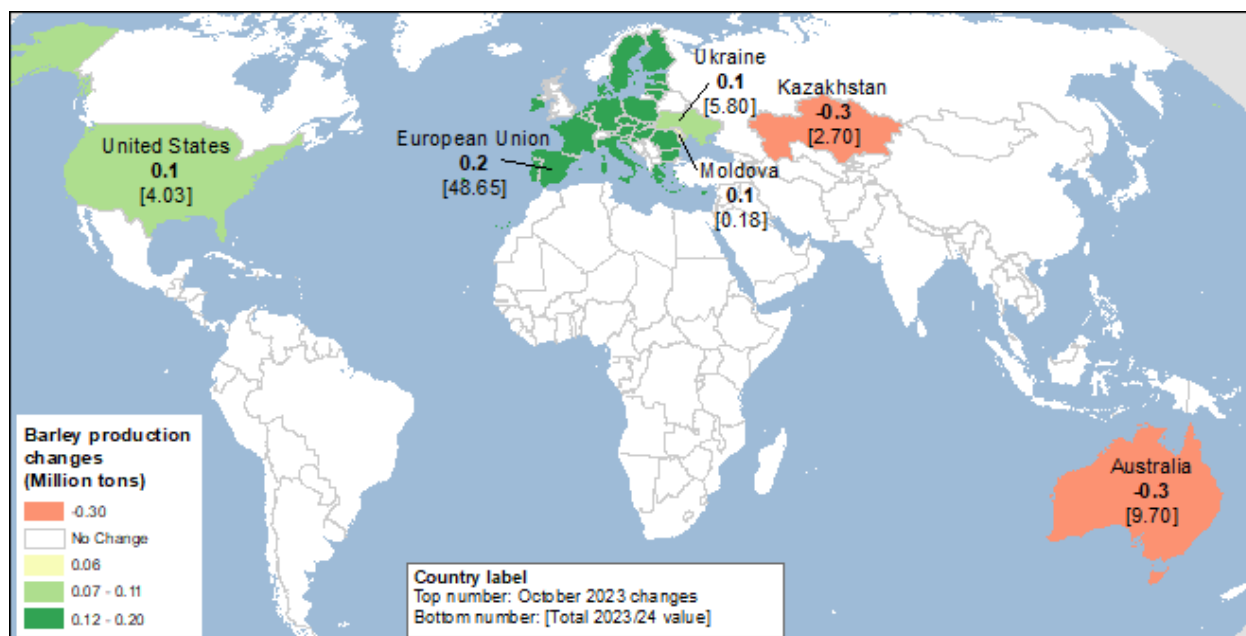 Ukraine
0.1
[5.80]
Kazakhstan
-0.3
[2.70]
United States
0.1
[4.03]
European Union
0.2
[48.65]
Moldova
0.1
[0.18]
Australia
-0.3
[9.70]
Barley production
changes
(Million tons)
-0.30
No Change
0.06
0.07 - 0.11
0.12 - 0.20
Country label
Top number: October 2023 changes
Bottom number: [Total 2023/24 value]